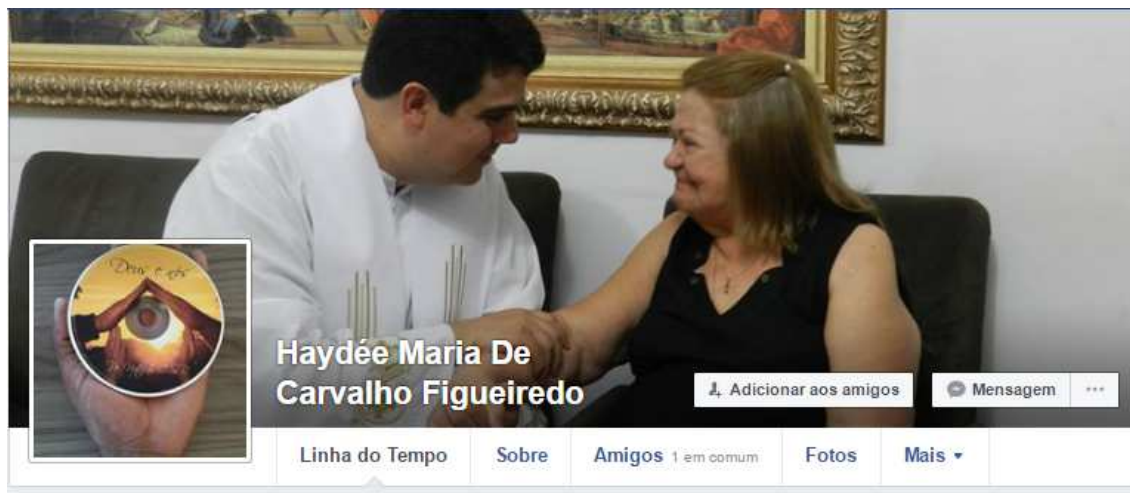 Deus e nós
Haydée Maria De
Carvalho Figueiredo
Adicionar aos amigos
Mensagem
Linha do Tempo
Sobre
Amigos 1 em comum
Fotos
Mais